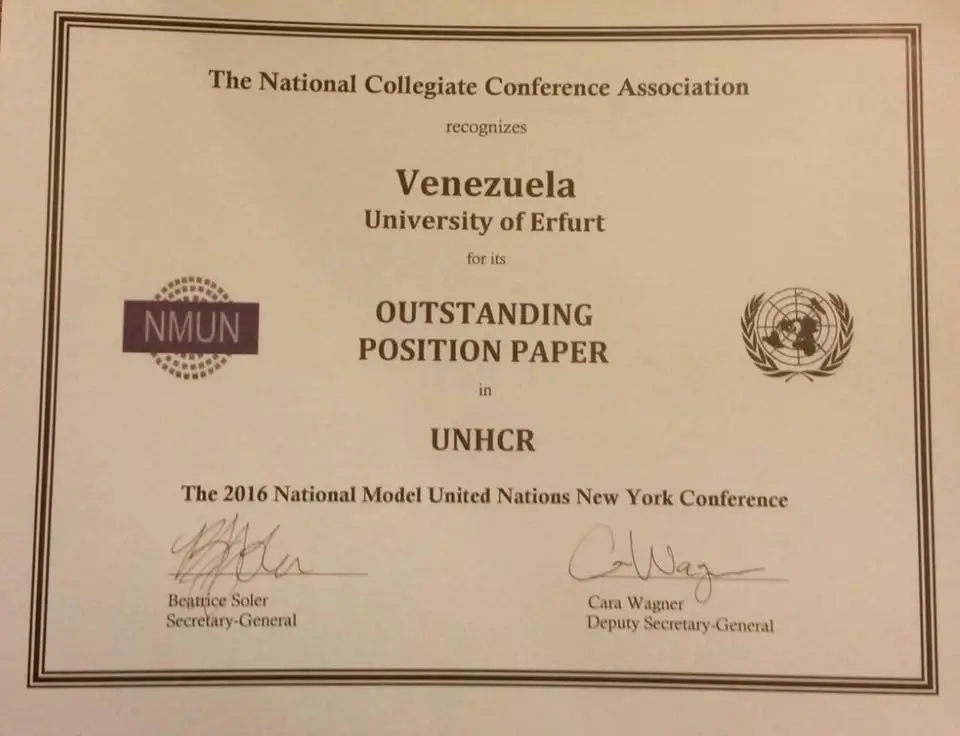 The National Collegiate Conference Association
recognizes
Venezuela
University of Erfurt
for its
OUTSTANDING
POSITION PAPER
NMUN
in
UNHCR
The 2016 National Model United Nations New York Conference
Beatrice Soler
Secretary-General
Cara Wagner
Deputy Secretary-General